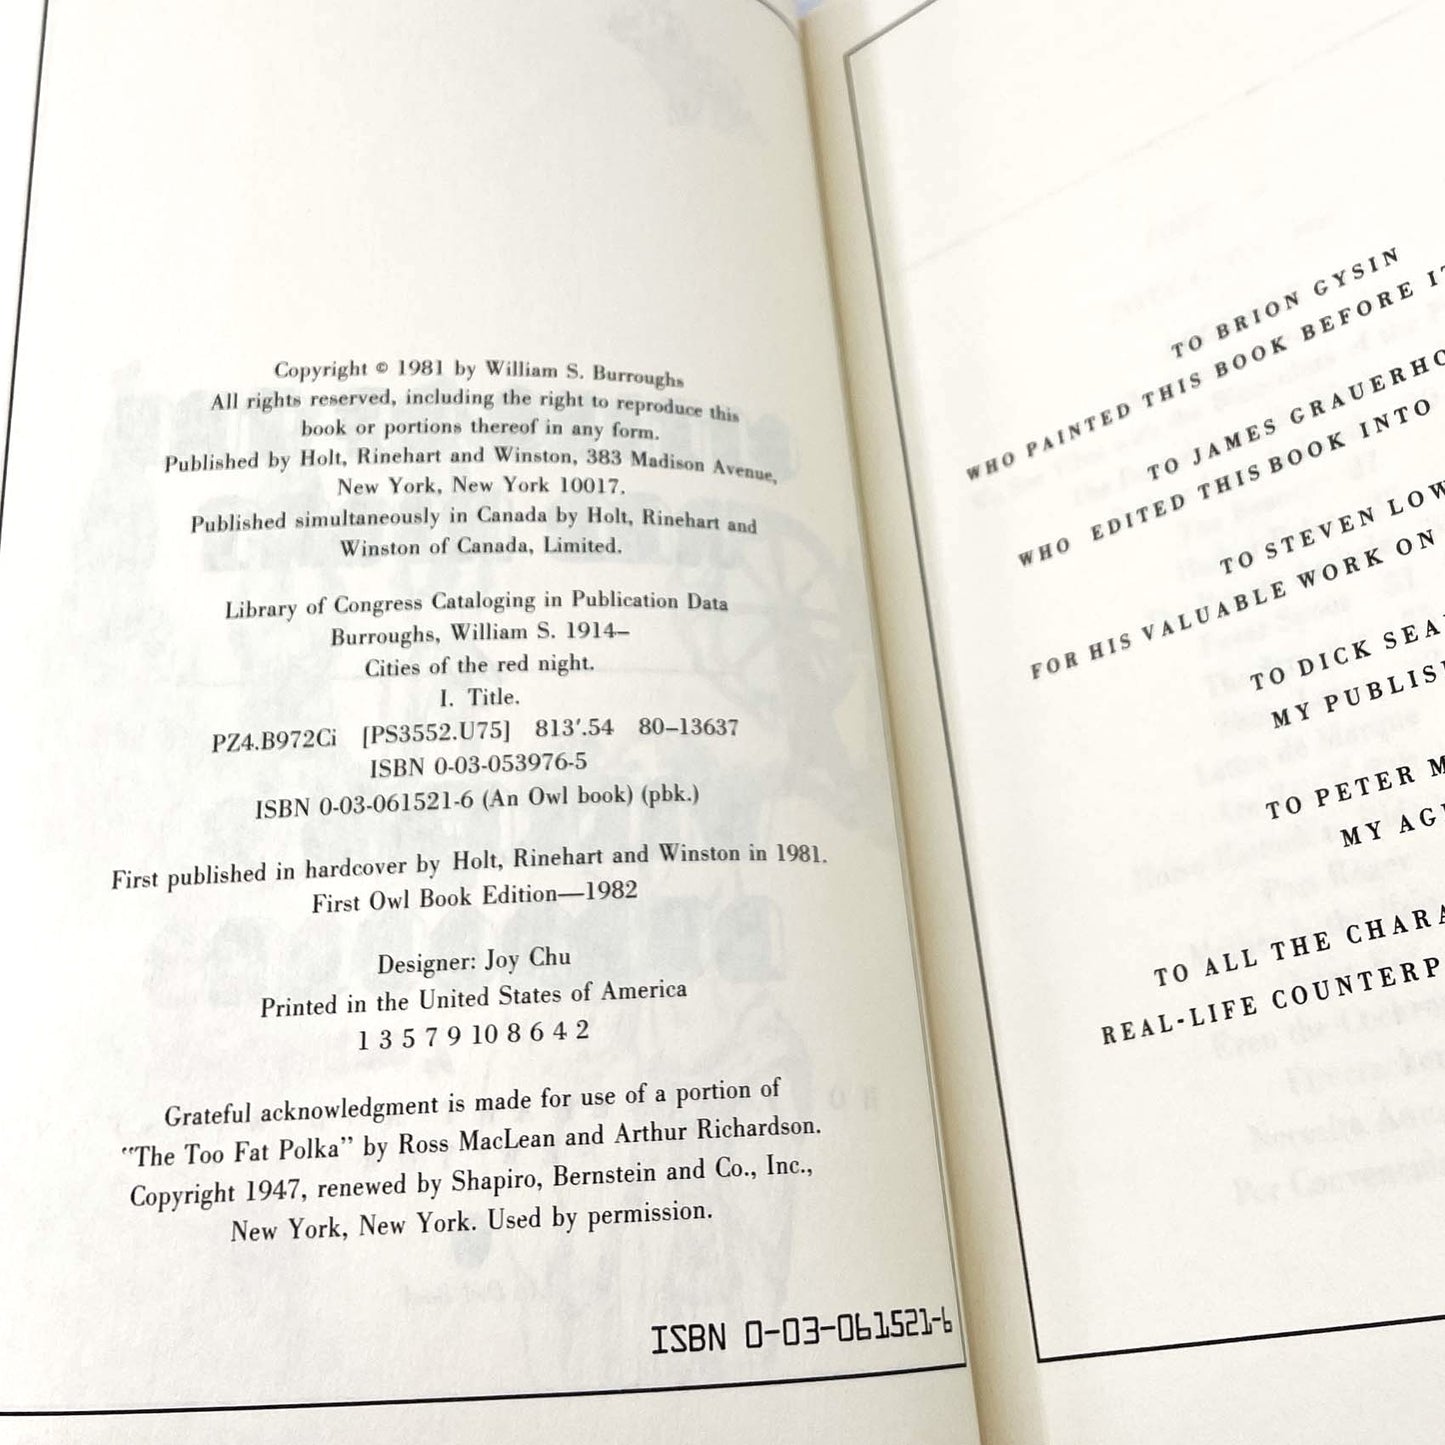 Copyright © 1981 by William S. Burroughs
All rights reserved, including the right to reproduce this
book or portions thereof in any form.
Published by Holt, Rinehart and Winston, 383 Madison Avenue,
New York, New York 10017.
Published simultaneously in Canada by Holt, Rinehart and
Winston of Canada, Limited.
Library of Congress Cataloging in Publication Data
Burroughs, William S. 1914–
Cities of the red night.
I. Title.
PZ4.B972Ci [PS3552.U75] 813′.54 80–13637
ISBN 0-03-053976-5
ISBN 0-03-061521-6 (An Owl book) (pbk.)
First published in hardcover by Holt, Rinehart and Winston in 1981.
First Owl Book Edition—1982
Designer: Joy Chu
Printed in the United States of America
1 3 5 7 9 10 8 6 4 2
Grateful acknowledgment is made for use of a portion of
“The Too Fat Polka” by Ross MacLean and Arthur Richardson.
Copyright 1947, renewed by Shapiro, Bernstein and Co., Inc.,
New York, New York. Used by permission.
ISBN 0-03-061521-6
TO BRION GYSIN
WHO PAINTED THIS BOOK BEFORE
TO JAMES
WHO EDITED THIS BOOK INTO
TO STEVEN
FOR HIS VALUABLE WORK ON
TO DICK
MY
TO PETER
MY
TO ALL THE
REAL-LIFE